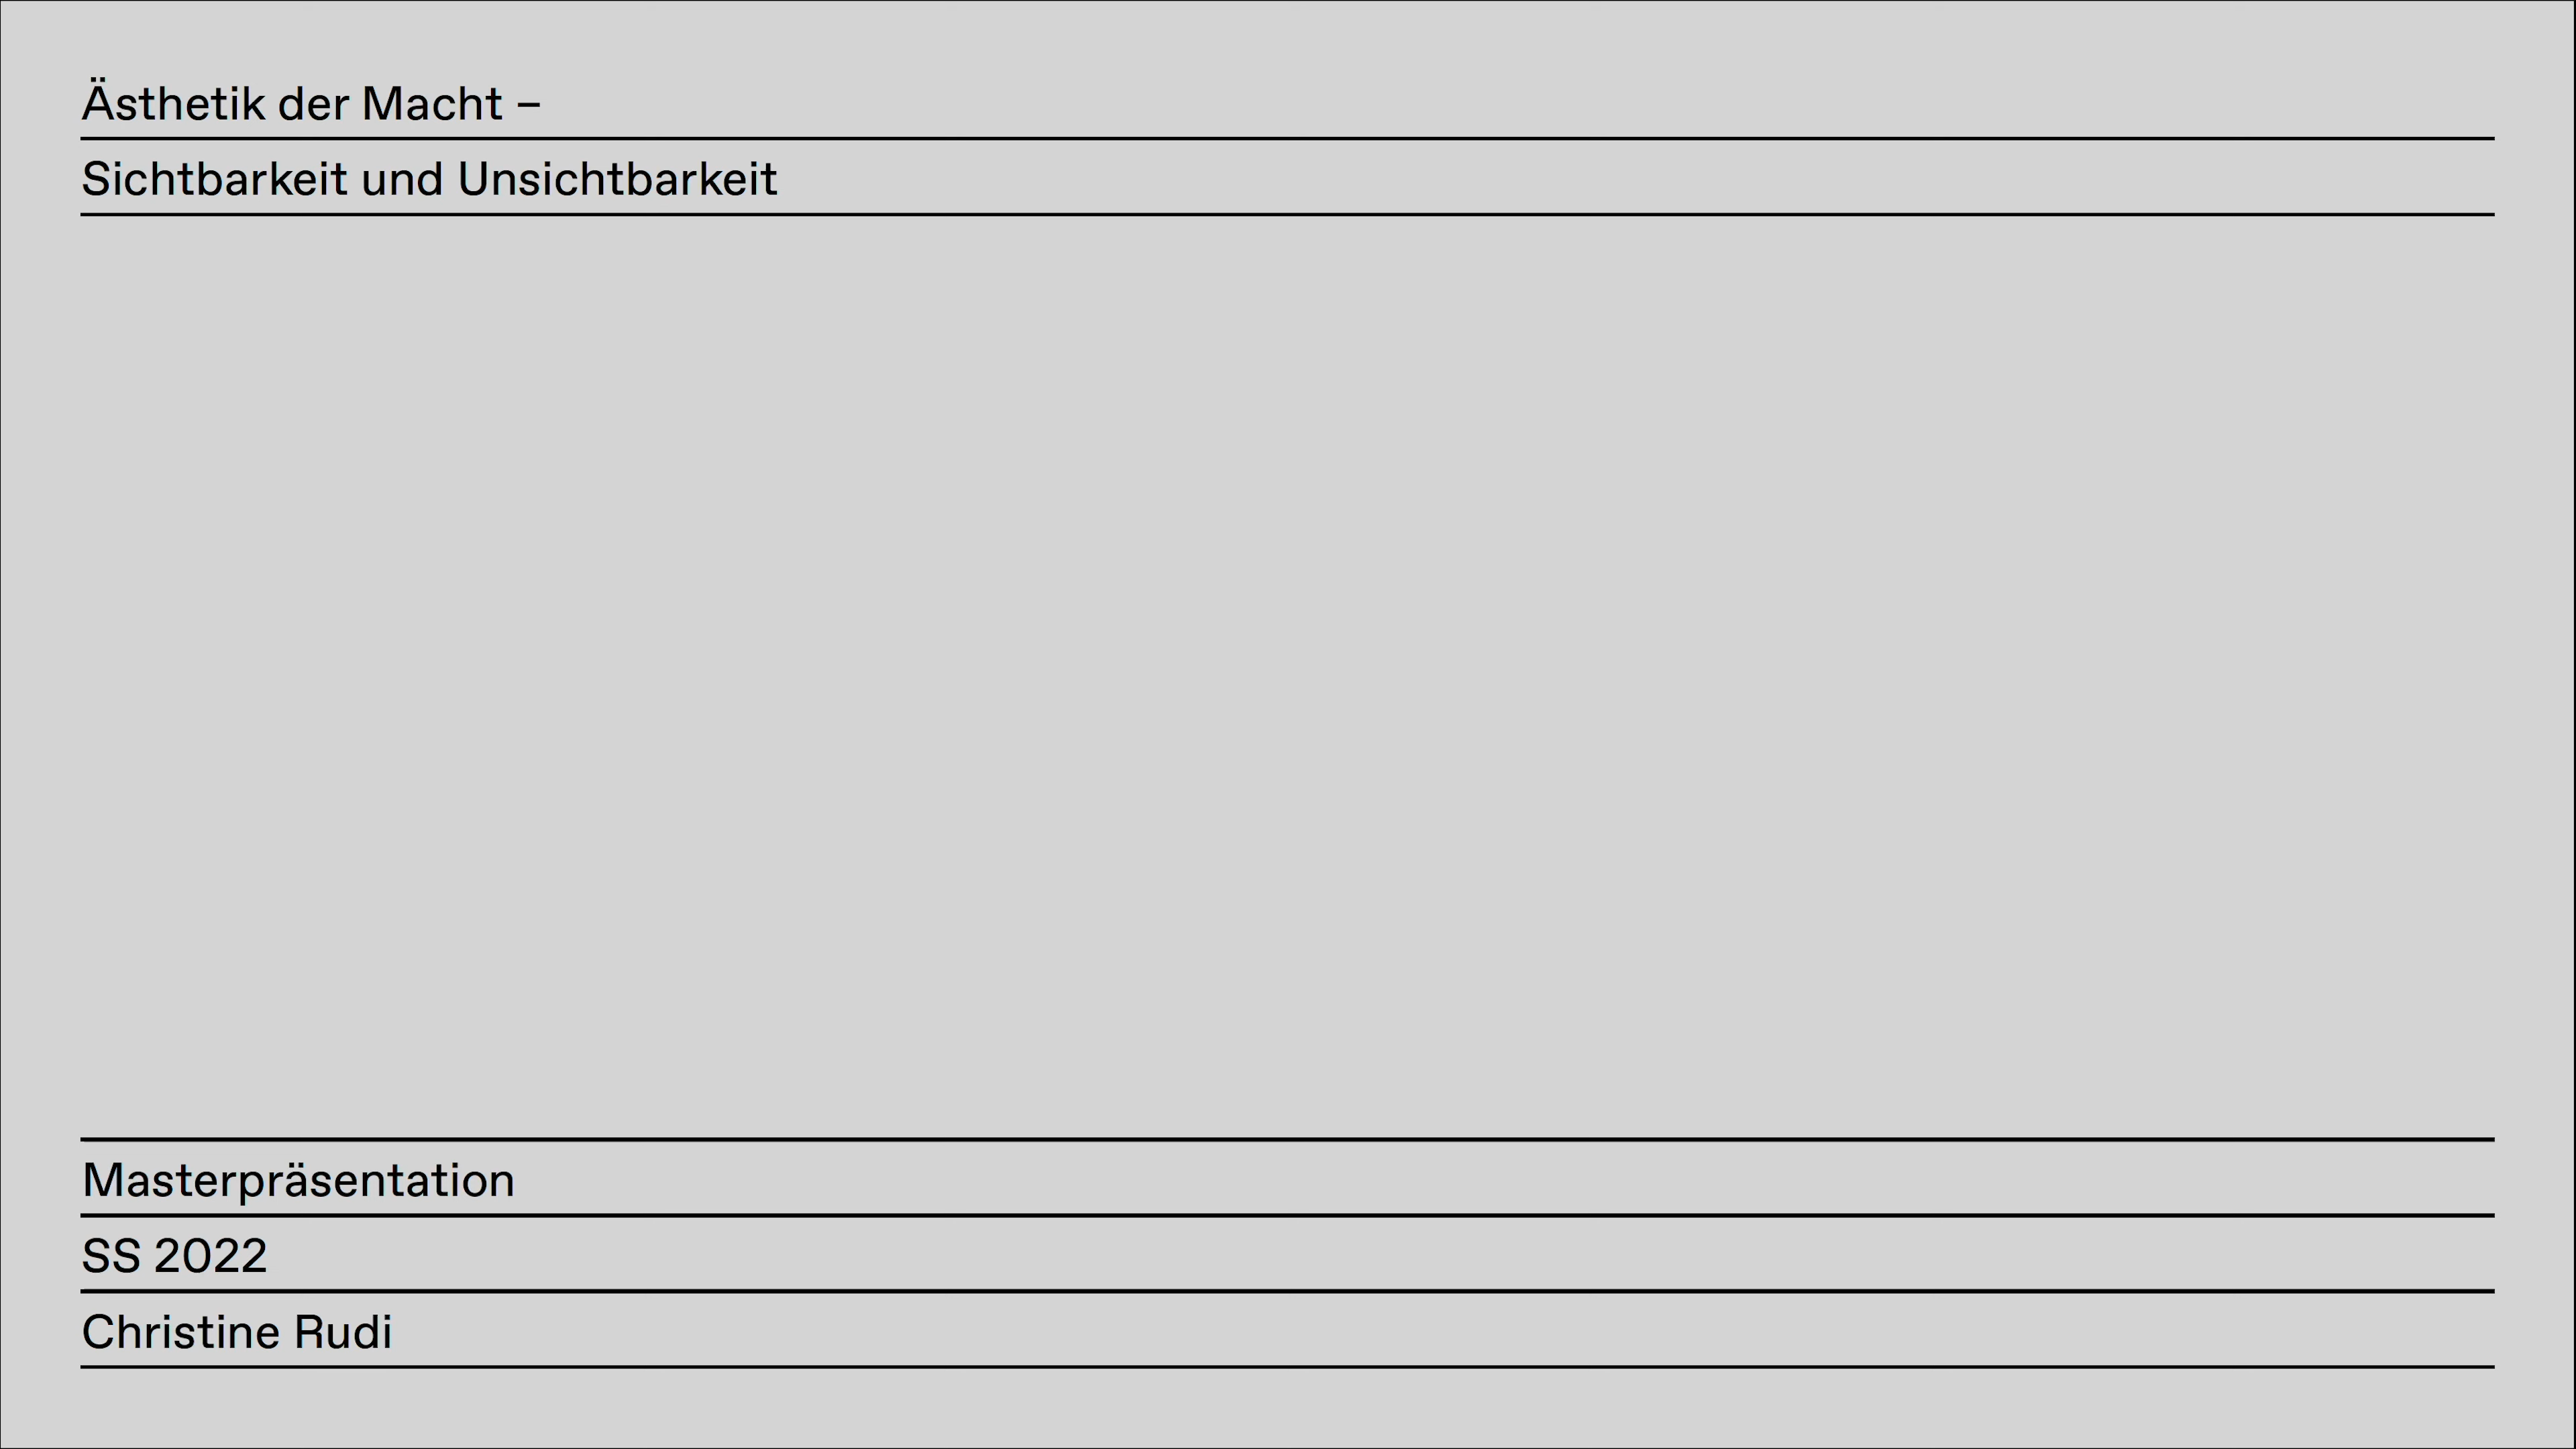 Ästhetik der Macht –
Sichtbarkeit und Unsichtbarkeit
Masterpräsentation
SS 2022
Christine Rudi